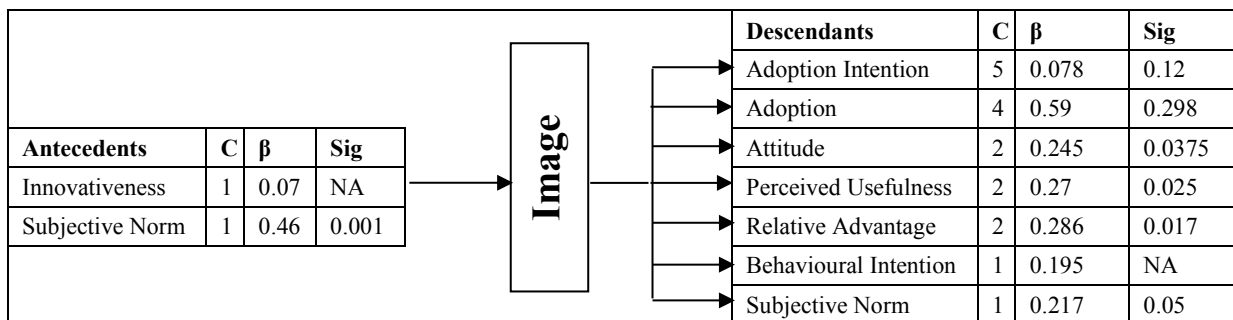 Antecedents C β Sig
Innovativeness 1 0.07 NA
Subjective Norm 1 0.46 0.001
Image
Descendants C β Sig
Adoption Intention 5 0.078 0.12
Adoption 4 0.59 0.298
Attitude 2 0.245 0.0375
Perceived Usefulness 2 0.27 0.025
Relative Advantage 2 0.286 0.017
Behavioural Intention 1 0.195 NA
Subjective Norm 1 0.217 0.05